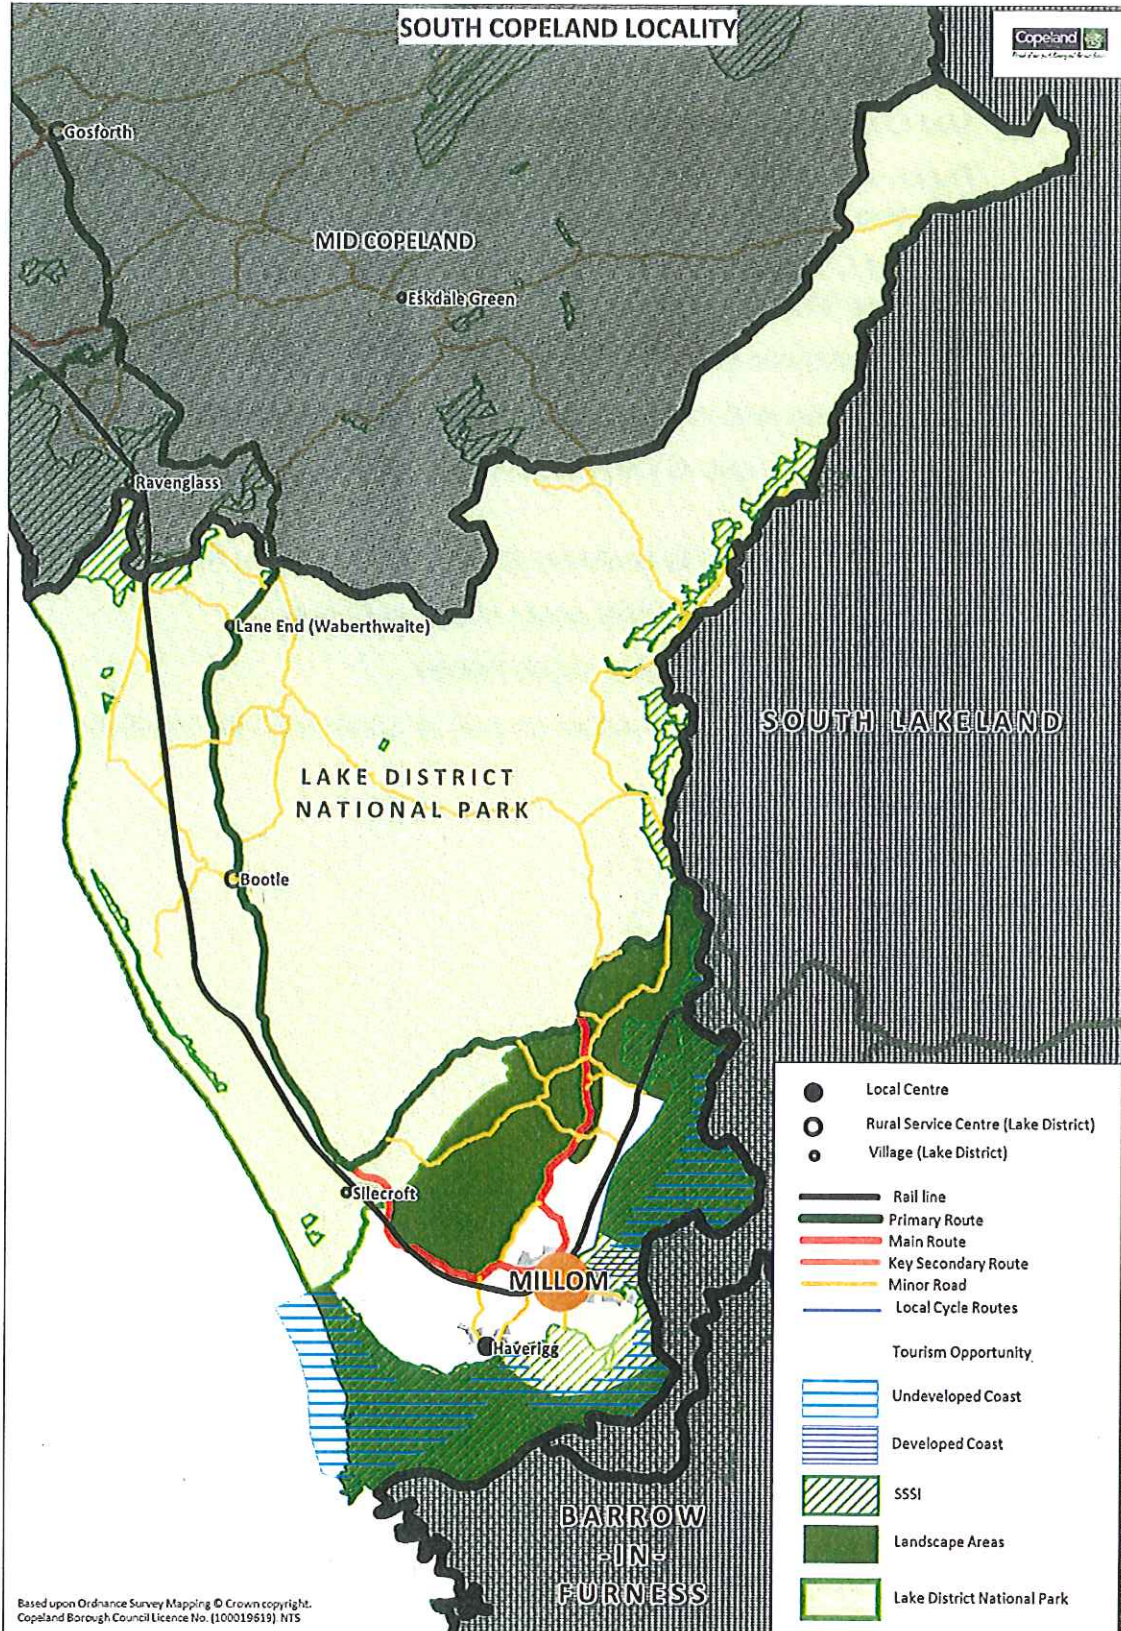 SOUTH COPELAND LOCALITY
Copeland
Gosforth
MID COPELAND
Eskdale Green
Ravenglass
Lane End (Waberthwaite)
SOUTH LAKELAND
LAKE DISTRICT
NATIONAL PARK
Bootle
Silecroft
MILLOM
Haverigg
BARROW
-IN-
FURNESS
Local Centre
Rural Service Centre (Lake District)
Village (Lake District)
Rail line
Primary Route
Main Route
Key Secondary Route
Minor Road
Local Cycle Routes
Tourism Opportunity
Undeveloped Coast
Developed Coast
SSSI
Landscape Areas
Lake District National Park
Based upon Ordnance Survey Mapping © Crown copyright.
Copeland Borough Council Licence No. (100019619) NTS